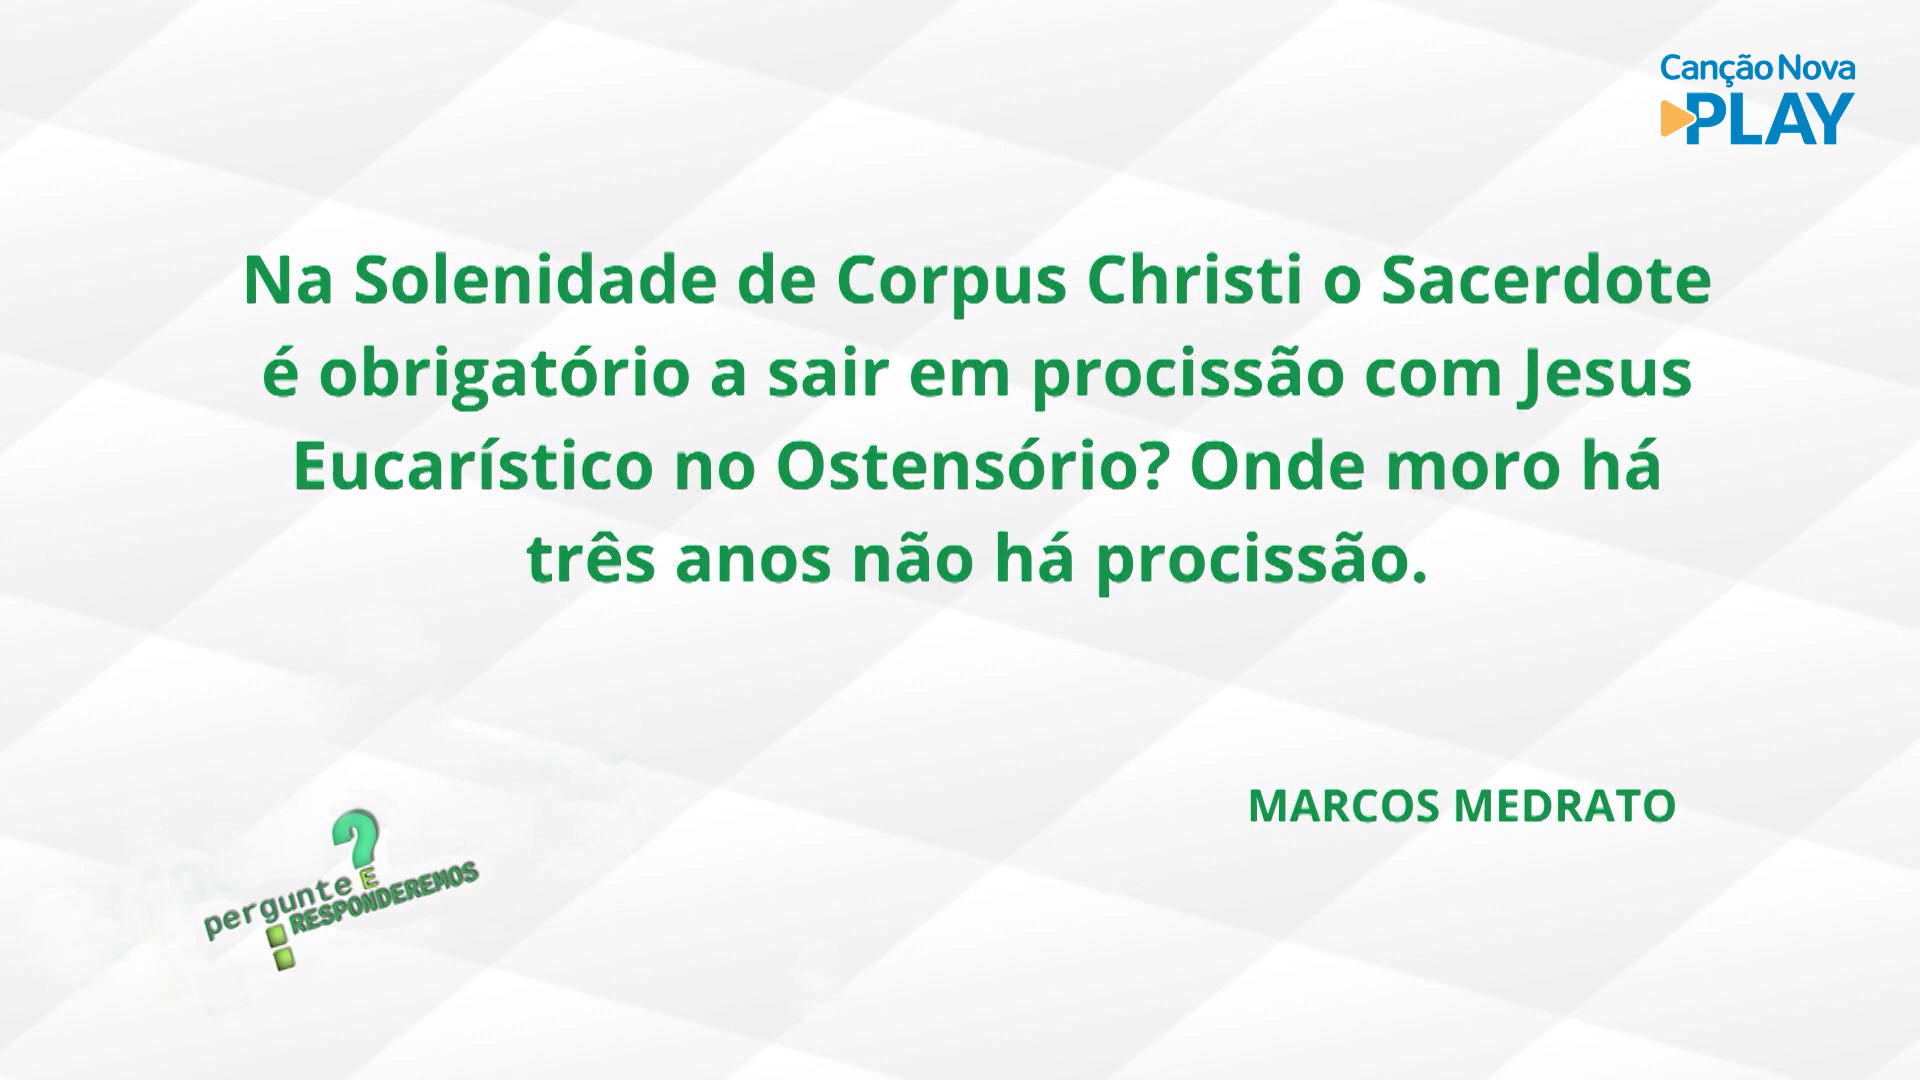 Canção Nova
PLAY
Na Solenidade de Corpus Christi o Sacerdote
é obrigatório a sair em procissão com Jesus
Eucarístico no Ostensório? Onde moro há
três anos não há procissão.
MARCOS MEDRATO
pergunte E
RESPONDEREMOS